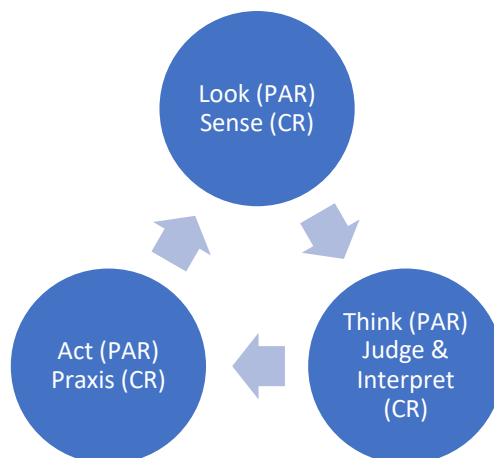 Look (PAR)
Sense (CR)
Think (PAR)
Judge &
Interpret
(CR)
Act (PAR)
Praxis (CR)